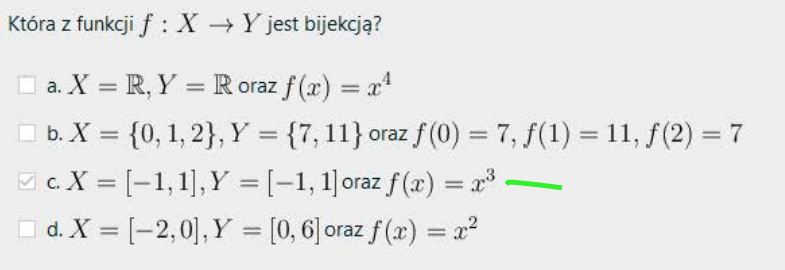 Która z funkcji f : X → Y jest bijekcją?
a. X = ℝ, Y = ℝ oraz f(x) = x⁴
b. X = {0, 1, 2}, Y = {7, 11} oraz f(0) = 7, f(1) = 11, f(2) = 7
c. X = [−1, 1], Y = [−1, 1] oraz f(x) = x³
d. X = [−2, 0], Y = [0, 6] oraz f(x) = x²